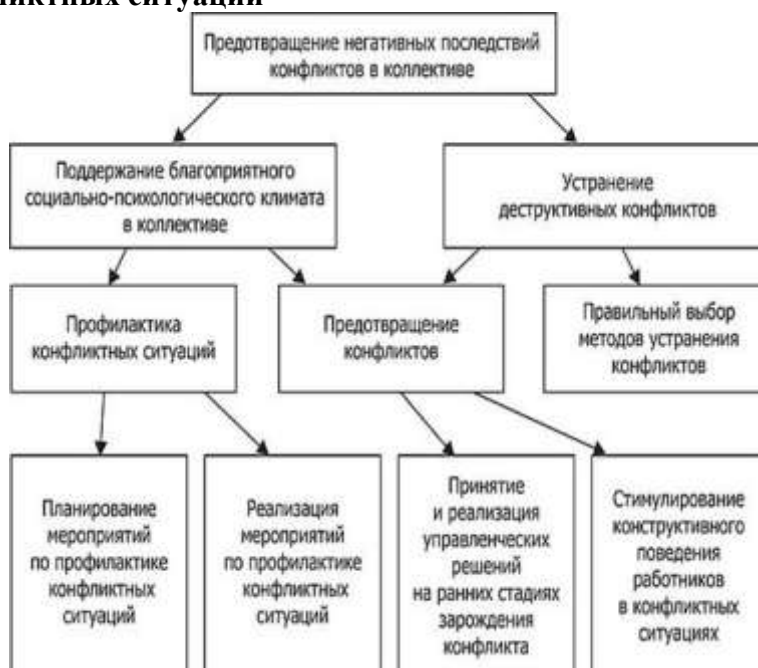 ситуаций
Предотвращение негативных последствий
конфликтов в коллективе
Поддержание благоприятного
социально-психологического климата
в коллективе
Устранение
деструктивных конфликтов
Профилактика
конфликтных ситуаций
Предотвращение
конфликтов
Правильный выбор
методов устранения
конфликтов
Планирование
мероприятий
по профилактике
конфликтных
ситуаций
Реализация
мероприятий
по профилактике
конфликтных
ситуаций
Принятие
и реализация
управленческих
решений
на ранних стадиях
зарождения
конфликта
Стимулирование
конструктивного
поведения
работников
в конфликтных
ситуациях